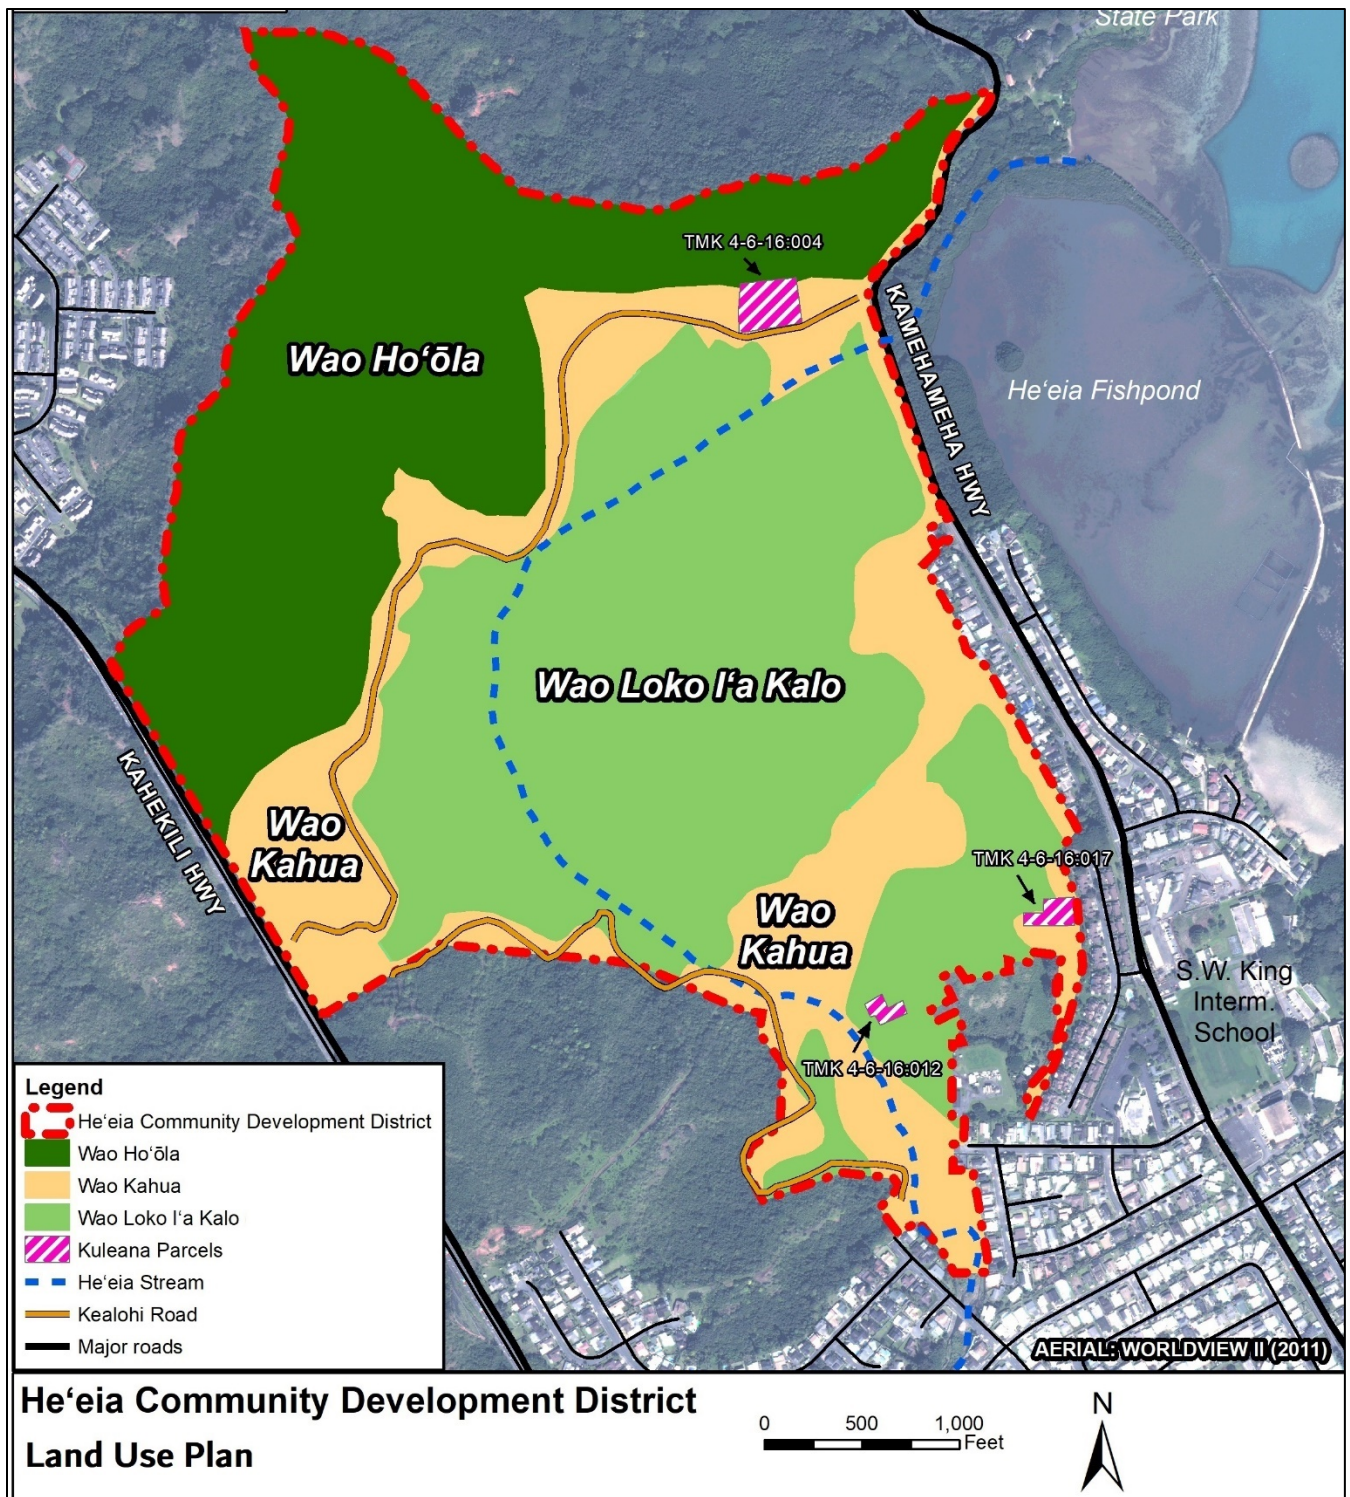 State Park
TMK 4-6-16:004
KAMEHAMEHA HWY
Wao Hoʻōla
Heʻeia Fishpond
Wao Loko Iʻa Kalo
KAHEKILI HWY
Wao
Kahua
TMK 4-6-16:017
Wao
Kahua
S.W. King
Interm.
School
TMK 4-6-16:012
Legend
Heʻeia Community Development District
Wao Hoʻōla
Wao Kahua
Wao Loko Iʻa Kalo
Kuleana Parcels
Heʻeia Stream
Kealohi Road
Major roads
AERIAL: WORLDVIEW II (2011)
Heʻeia Community Development District
Land Use Plan
0 500 1,000
Feet
N